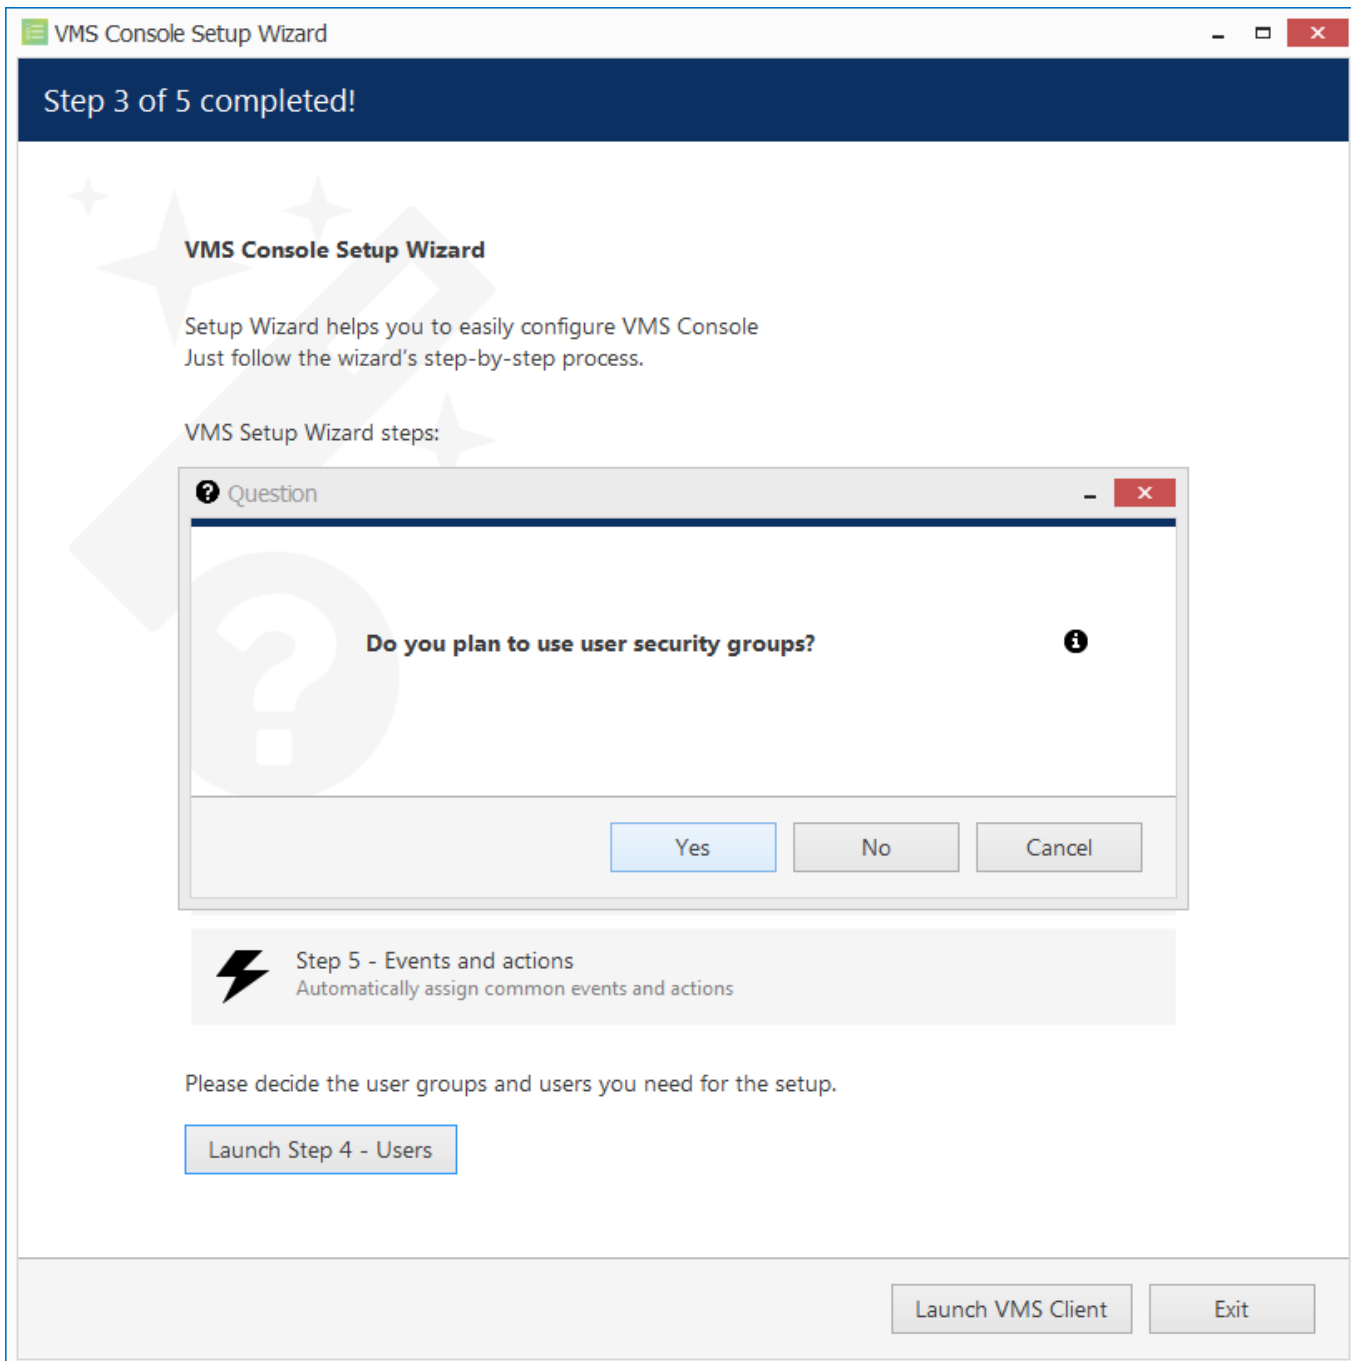 VMS Console Setup Wizard
Step 3 of 5 completed!
VMS Console Setup Wizard
Setup Wizard helps you to easily configure VMS Console
Just follow the wizard's step-by-step process.
VMS Setup Wizard steps:
Question
Do you plan to use user security groups?
Yes No Cancel
Step 5 - Events and actions
Automatically assign common events and actions
Please decide the user groups and users you need for the setup.
Launch Step 4 - Users
Launch VMS Client Exit